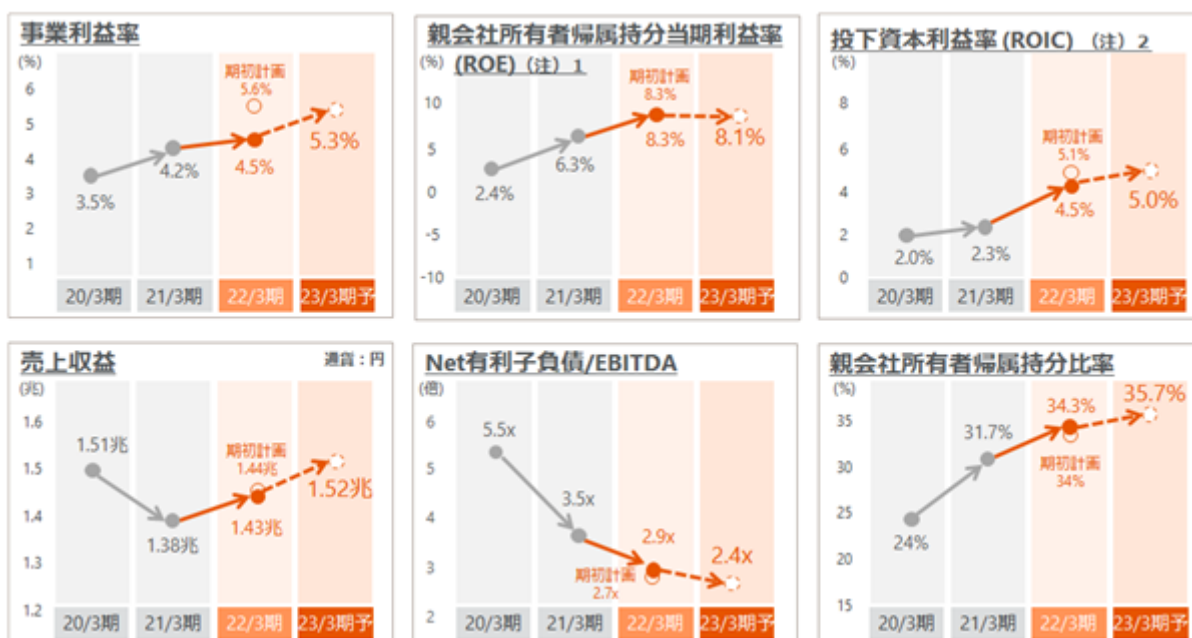 事業利益率
(%)
6
5
4
3
2
1
期初計画
5.6%
3.5%
4.2%
4.5%
5.3%
20/3期
21/3期
22/3期
23/3期予
親会社所有者帰属持分当期利益率
(ROE)（注）1
(%)
10
5
0
-5
-10
期初計画
8.3%
2.4%
6.3%
8.3%
8.1%
20/3期
21/3期
22/3期
23/3期予
投下資本利益率 (ROIC) （注）2
(%)
8
6
4
2
0
期初計画
5.1%
2.0%
2.3%
4.5%
5.0%
20/3期
21/3期
22/3期
23/3期予
売上収益
通貨：円
(兆)
1.6
1.5
1.4
1.3
1.2
1.51兆
1.38兆
期初計画
1.44兆
1.43兆
1.52兆
20/3期
21/3期
22/3期
23/3期予
Net有利子負債/EBITDA
(倍)
6
5
4
3
2
5.5x
3.5x
2.9x
期初計画
2.7x
2.4x
20/3期
21/3期
22/3期
23/3期予
親会社所有者帰属持分比率
(%)
35
30
25
20
15
24%
31.7%
34.3%
期初計画
34%
35.7%
20/3期
21/3期
22/3期
23/3期予